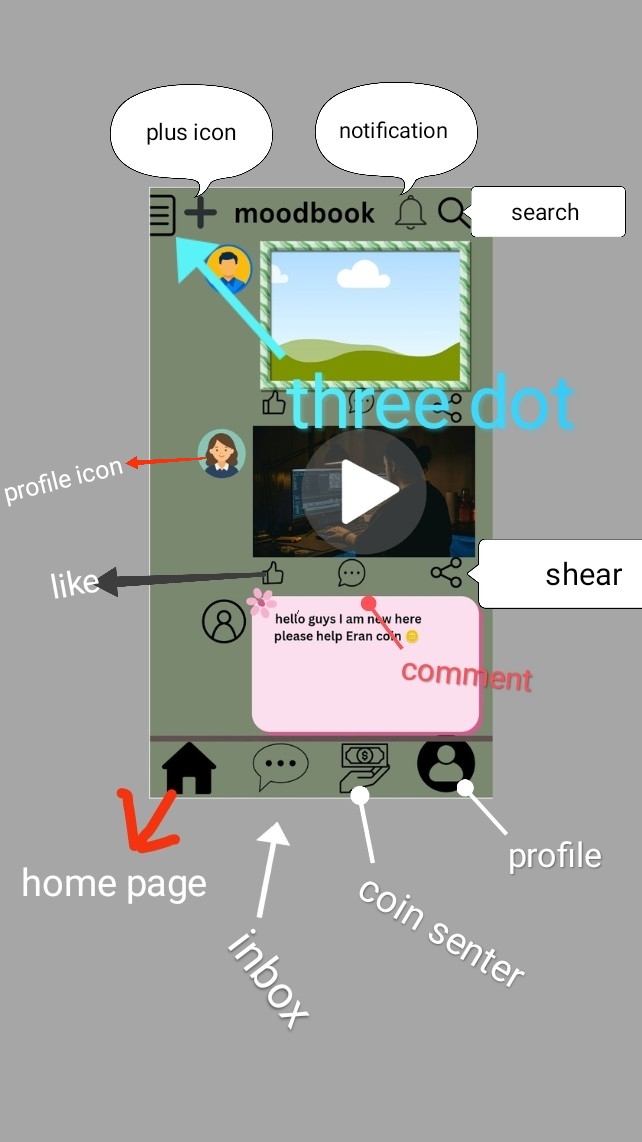 plus icon
notification
moodbook
search
three dot
profile icon
like
shear
hello guys I am new here
please help Eran coin 🪙
comment
home page
inbox
coin senter
profile